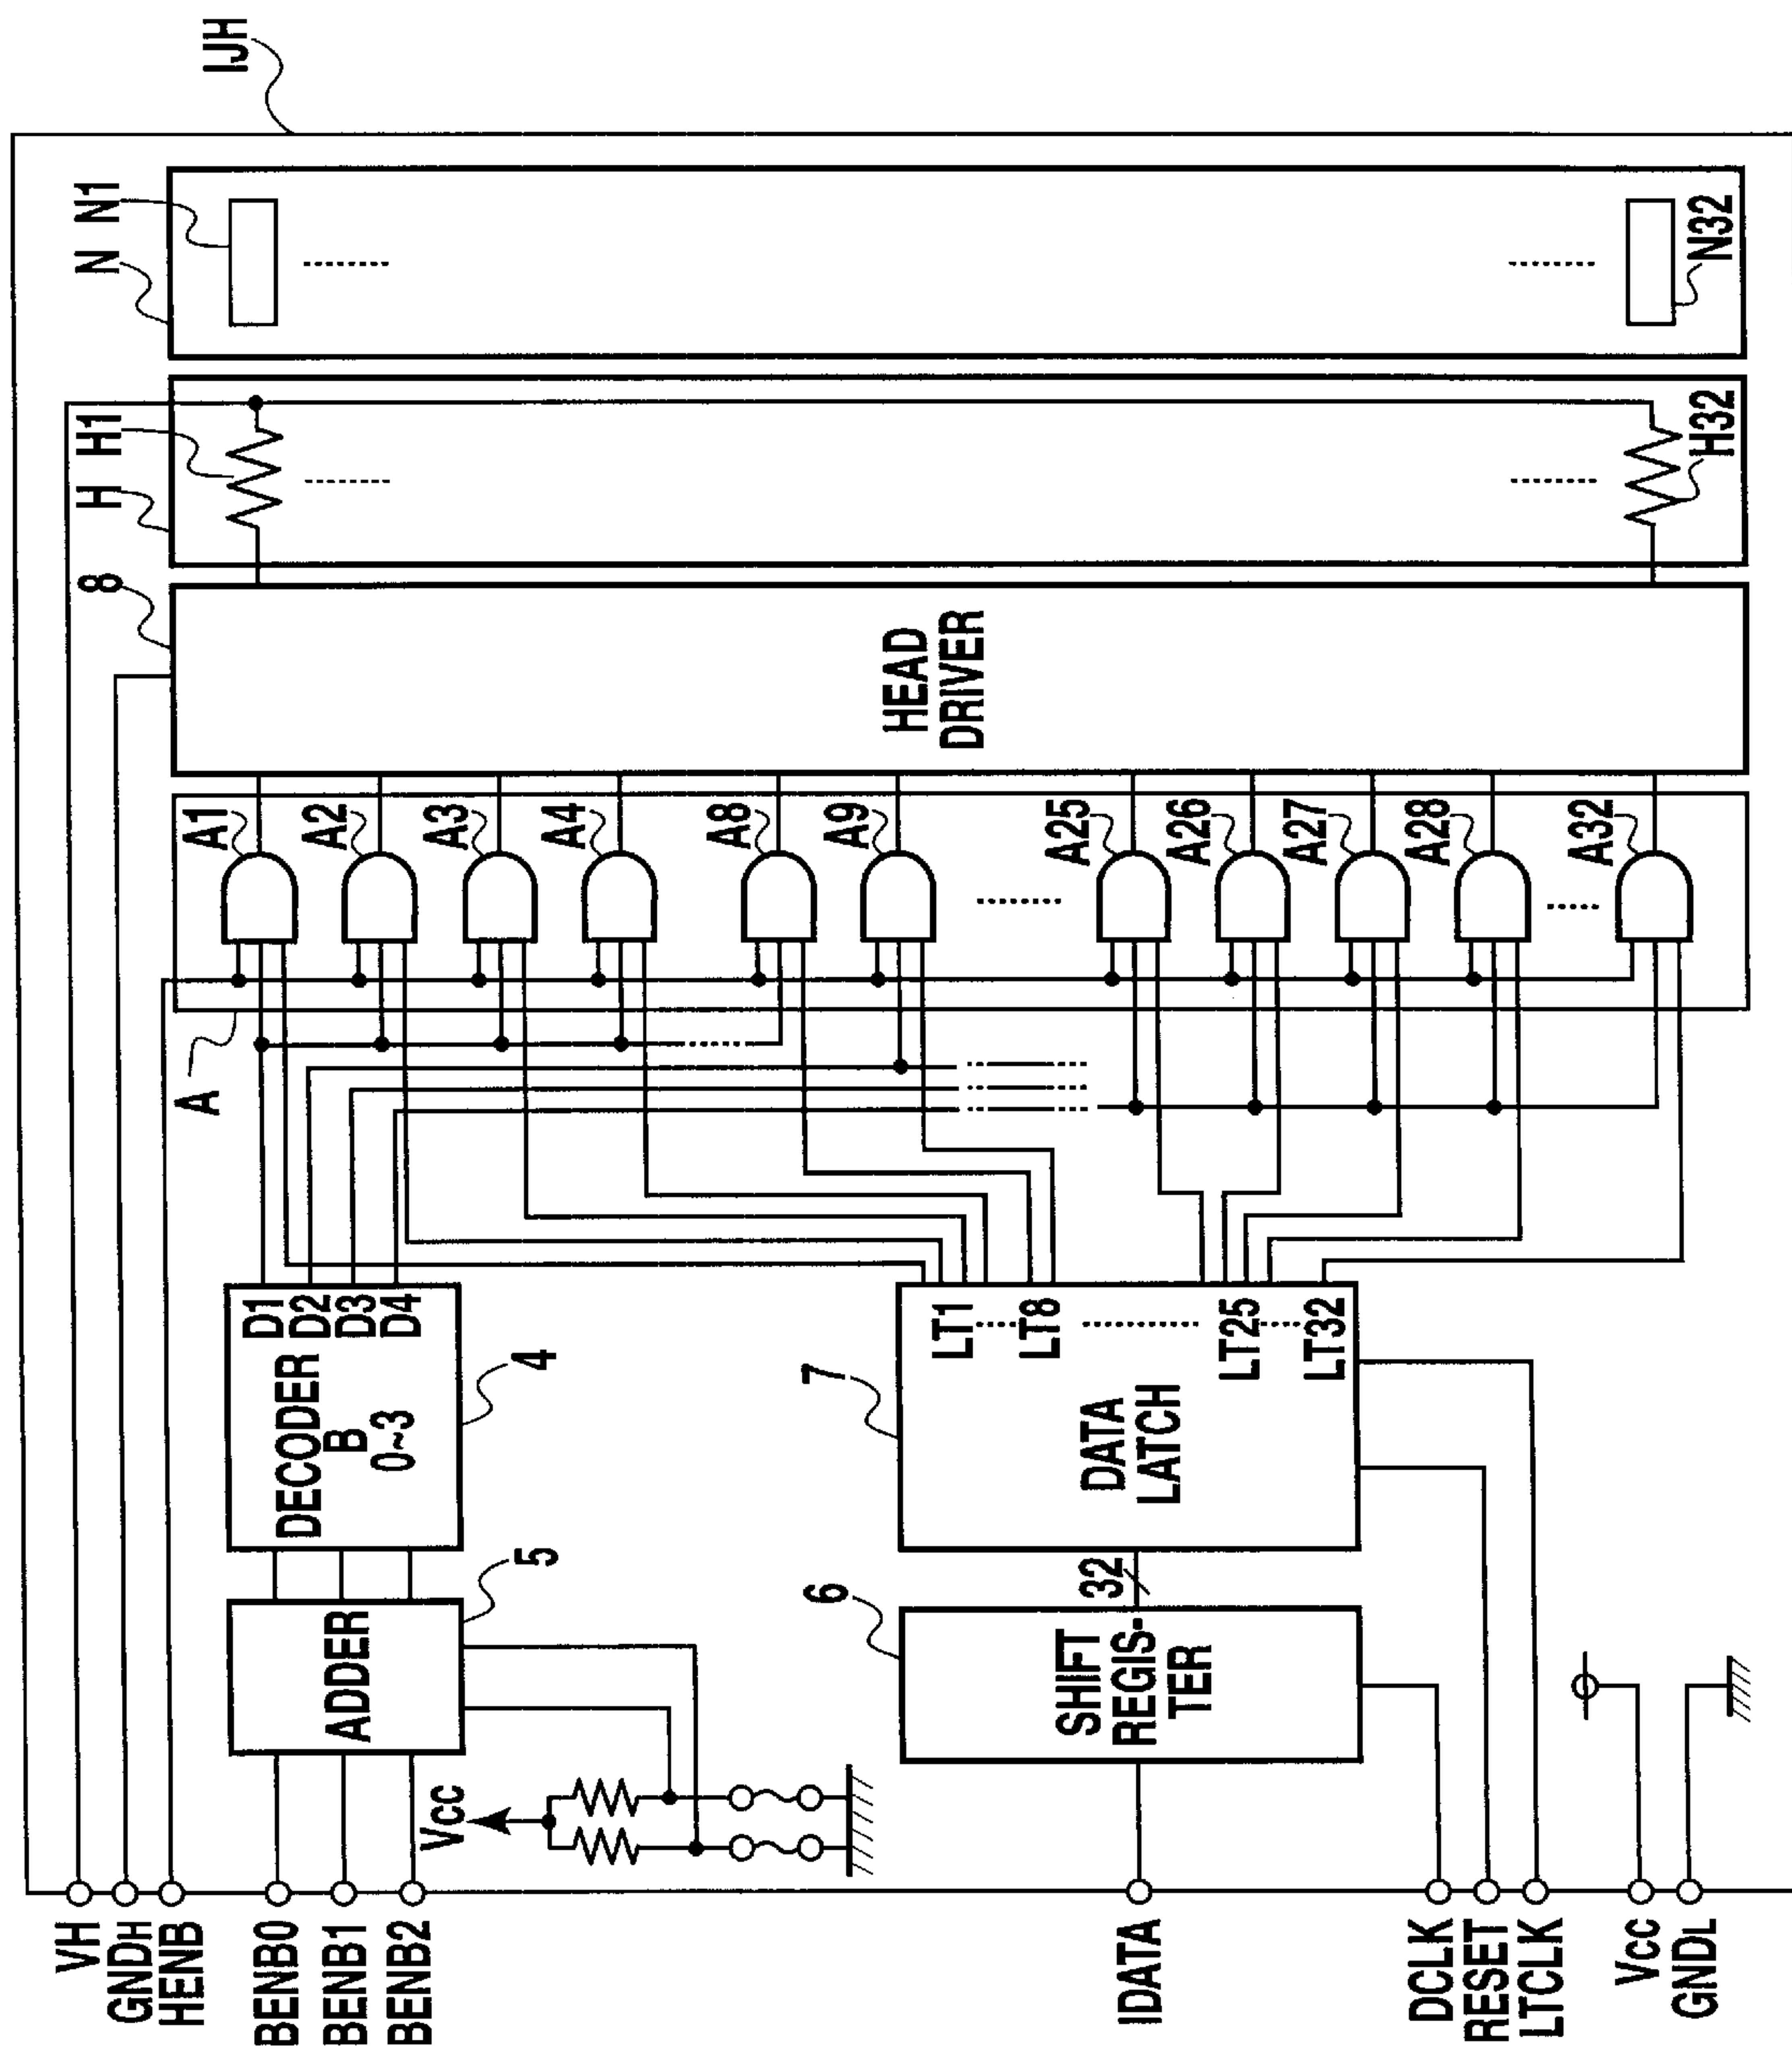 IJH
N
N1
N32
H
H1
H32
8
HEAD
DRIVER
A1
A2
A3
A4
A8
A9
A25
A26
A27
A28
A32
A
D1
D2
D3
D4
DECODER
B
0~3
4
LT1
LT8
LT25
LT32
DATA
LATCH
7
ADDER
5
32
SHIFT
REGIS-
TER
6
Vcc
VH
GNDH
HENB
BENB0
BENB1
BENB2
IDATA
DCLK
RESET
LTCLK
Vcc
GNDL